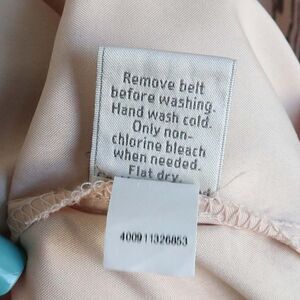 Remove belt
before washing.
Hand wash cold.
Only non-
chlorine bleach
when needed.
Flat dry.
400911326853